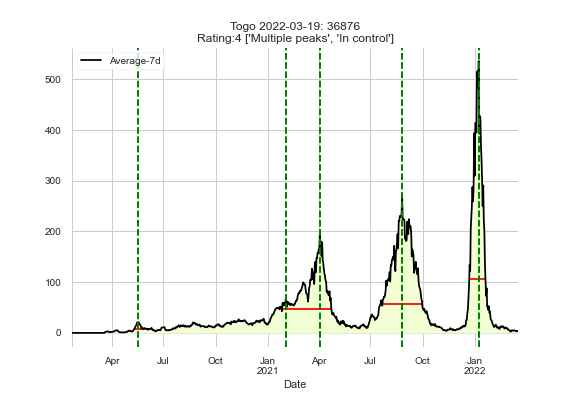 Togo 2022-03-19: 36876
Rating:4 ['Multiple peaks', 'In control']
Average-7d
500
400
300
200
100
0
Apr
Jul
Oct
Jan
2021
Apr
Jul
Oct
Jan
2022
Date